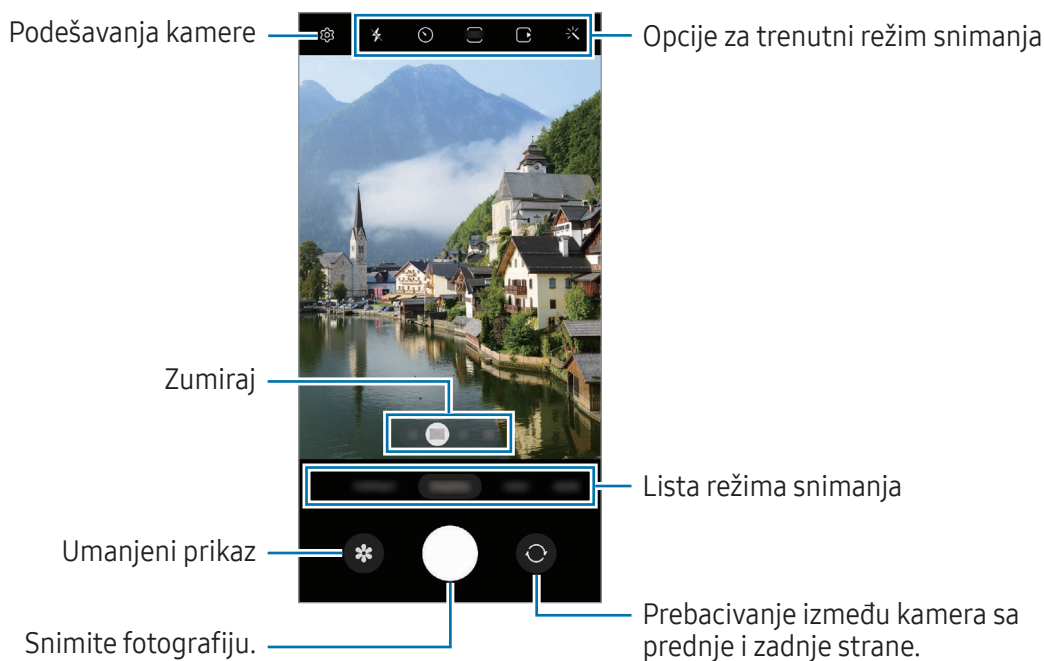 Podešavanja kamere
Opcije za trenutni režim snimanja
Zumiraj
Lista režima snimanja
Umanjeni prikaz
Snimite fotografiju.
Prebacivanje između kamera sa
prednje i zadnje strane.